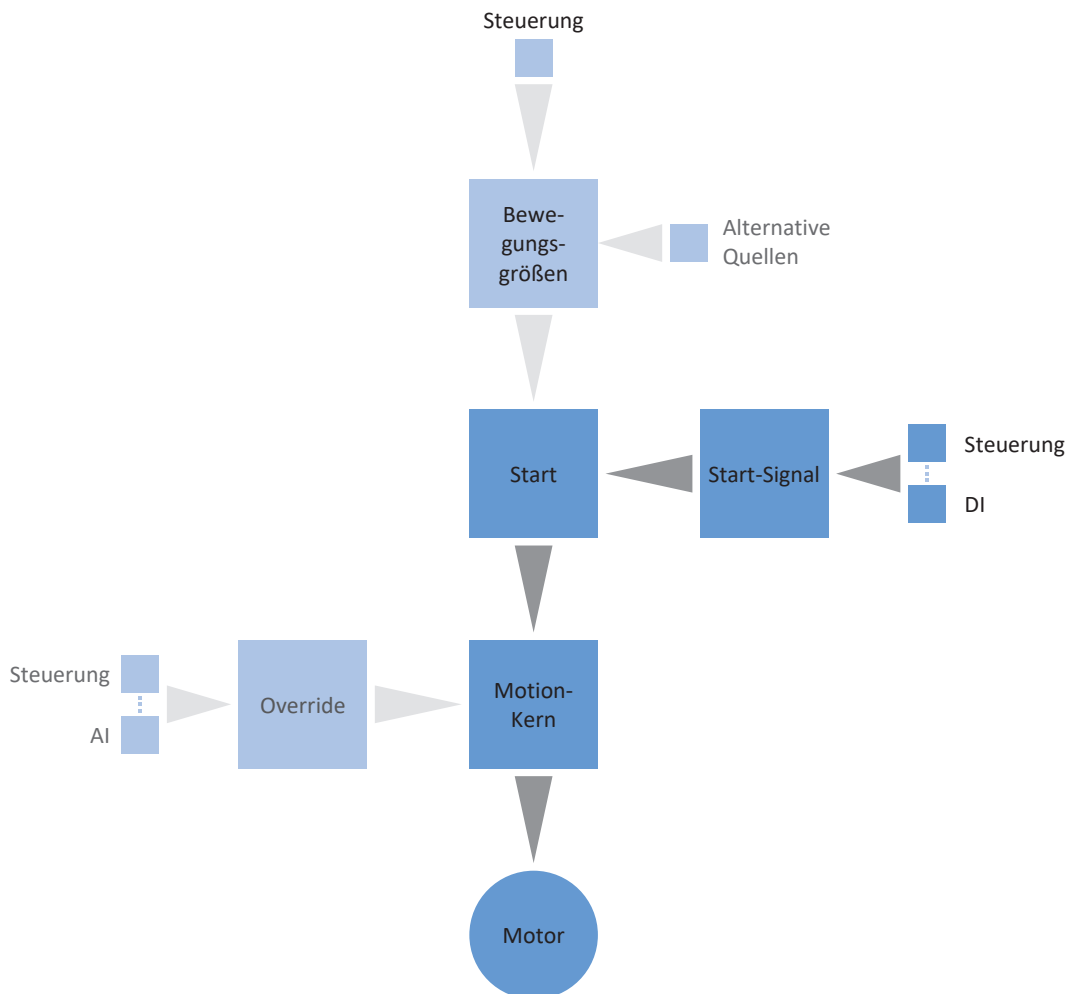 Steuerung
Bewe-
gungs-
größen
Alternative
Quellen
Start
Start-Signal
Steuerung
DI
Steuerung
AI
Override
Motion-
Kern
Motor